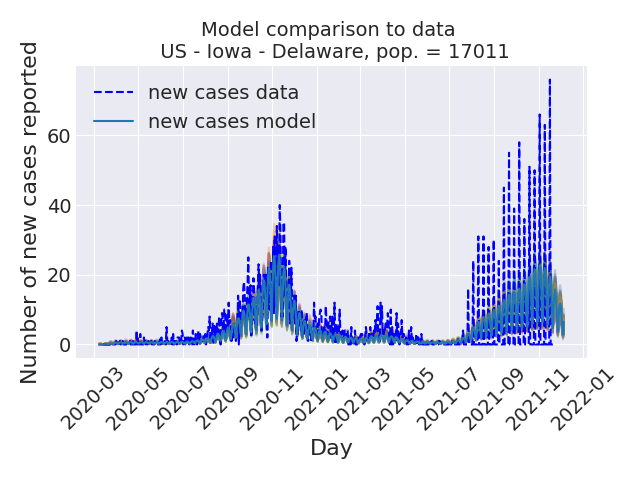 Model comparison to data
US - Iowa - Delaware, pop. = 17011
Number of new cases reported
new cases data
new cases model
60
40
20
0
2020-03
2020-05
2020-07
2020-09
2020-11
2021-01
2021-03
2021-05
2021-07
2021-09
2021-11
2022-01
Day